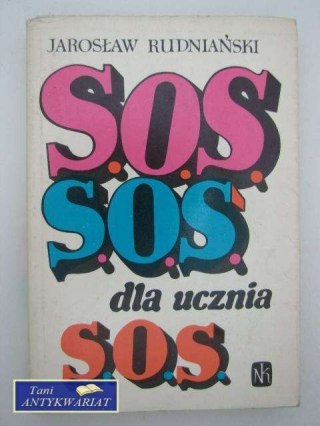 JAROSŁAW RUDNIAŃSKI
S.O.S.
S.O.S.
dla ucznia
S.O.S.
NK
Tani
ANTYKWARIAT